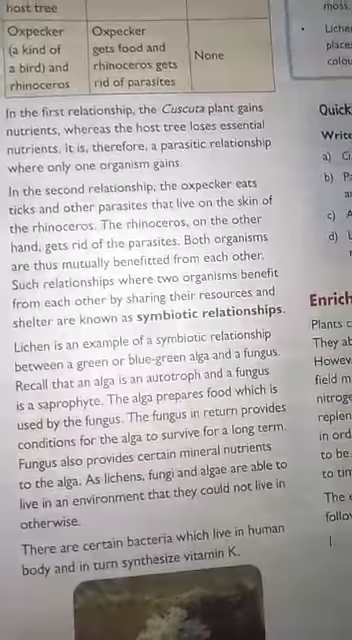 host tree
Oxpecker
(a kind of
a bird) and
rhinoceros
Oxpecker
gets food and
rhinoceros gets
rid of parasites
None
In the first relationship, the Cuscuta plant gains
nutrients, whereas the host tree loses essential
nutrients. It is, therefore, a parasitic relationship
where only one organism gains.
In the second relationship, the oxpecker eats
ticks and other parasites that live on the skin of
the rhinoceros. The rhinoceros, on the other
hand, gets rid of the parasites. Both organisms
are thus mutually benefitted from each other.
Such relationships where two organisms benefit
from each other by sharing their resources and
shelter are known as symbiotic relationships.
Lichen is an example of a symbiotic relationship
between a green or blue-green alga and a fungus.
Recall that an alga is an autotroph and a fungus
is a saprophyte. The alga prepares food which is
used by the fungus. The fungus in return provides
conditions for the alga to survive for a long term.
Fungus also provides certain mineral nutrients
to the alga. As lichens, fungi and algae are able to
live in an environment that they could not live in
otherwise.
There are certain bacteria which live in human
body and in turn synthesize vitamin K.
moss.
Quick
a)
b)
c)
d)
Enrich
Plants
They
field m
in ord
to be
The
1.